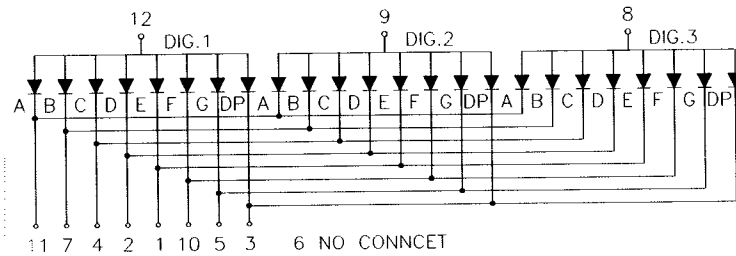 12 9 8
DIG.1 DIG.2 DIG.3
A B C D E F G DP A B C D E F G DP A B C D E F G DP
11 7 4 2 1 10 5 3 6 NO CONNCET